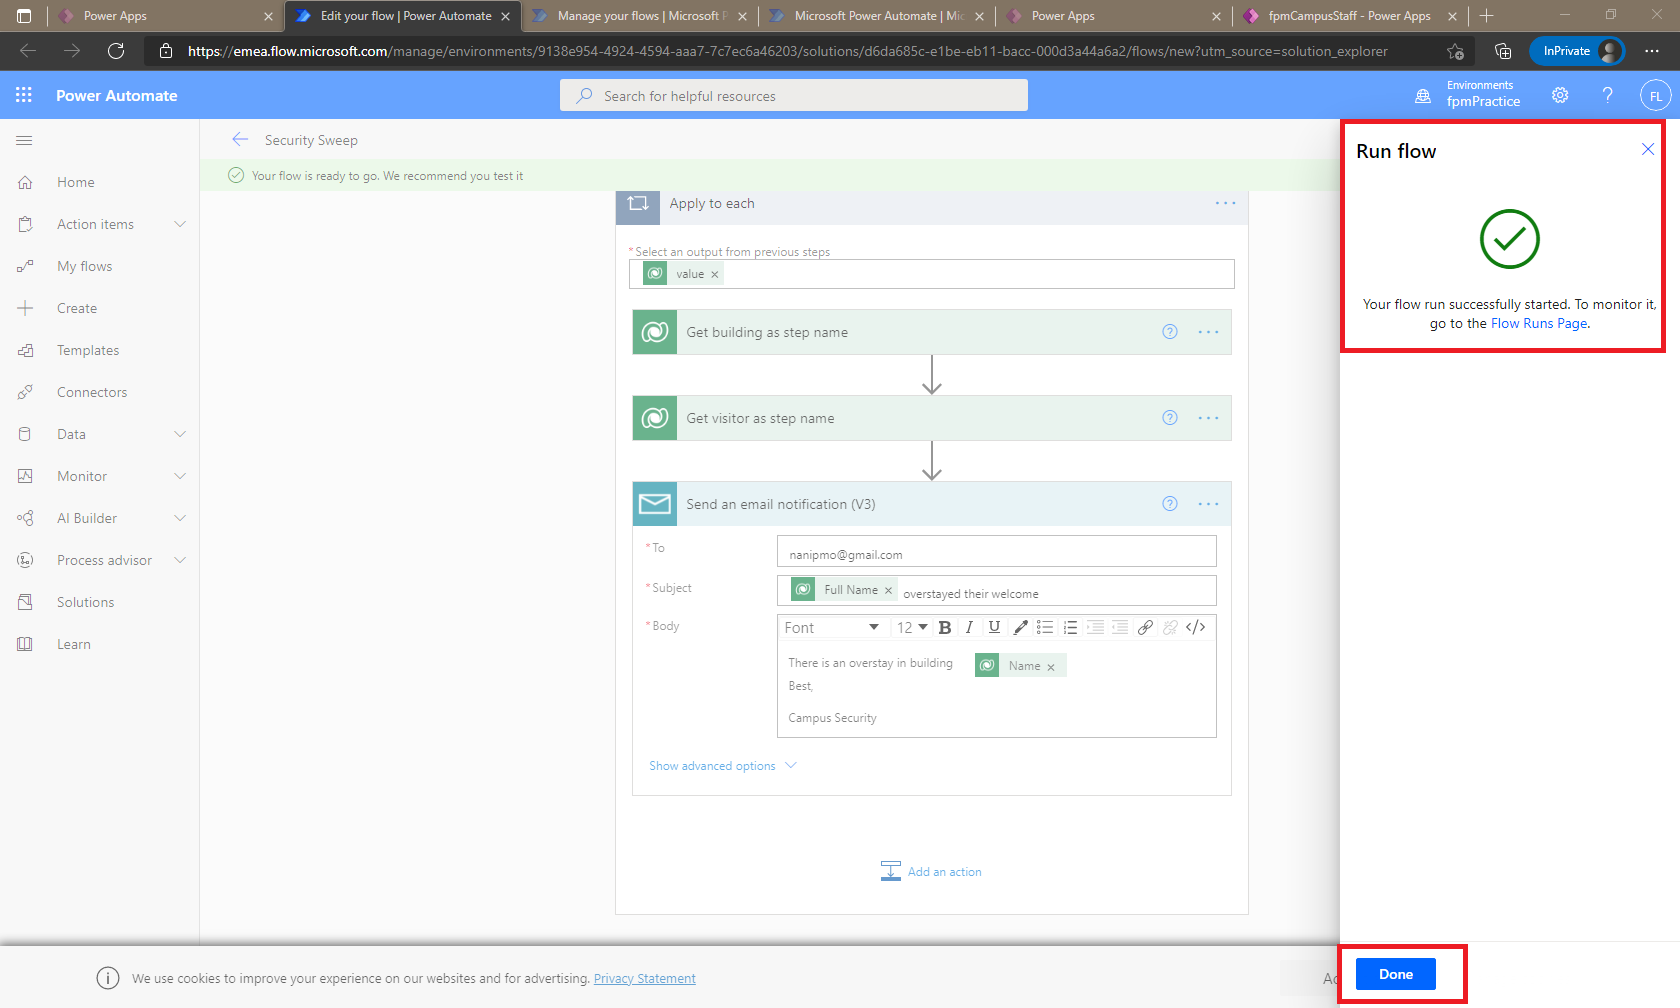 Power Apps
Edit your flow | Power Automate
Manage your flows | Microsoft P
Microsoft Power Automate | Mic
Power Apps
fpmCampusStaff - Power Apps
https://emea.flow.microsoft.com/manage/environments/9138e954-4924-4594-aaa7-7c7ec6a46203/solutions/d6da685c-e1be-eb11-bacc-000d3a44a6a2/flows/new?utm_source=solution_explorer
InPrivate
Power Automate
Search for helpful resources
Environments
fpmPractice
?
FL
Security Sweep
Your flow is ready to go. We recommend you test it
Home
Action items
My flows
Create
Templates
Connectors
Data
Monitor
AI Builder
Process advisor
Solutions
Learn
Apply to each
*Select an output from previous steps
value
Get building as step name
Get visitor as step name
Send an email notification (V3)
*To
nanipmo@gmail.com
*Subject
Full Name overstayed their welcome
*Body
Font 12 B I U </>
There is an overstay in building Name
Best,
Campus Security
Show advanced options
Add an action
Run flow
Your flow run successfully started. To monitor it,
go to the Flow Runs Page.
We use cookies to improve your experience on our websites and for advertising. Privacy Statement
Done